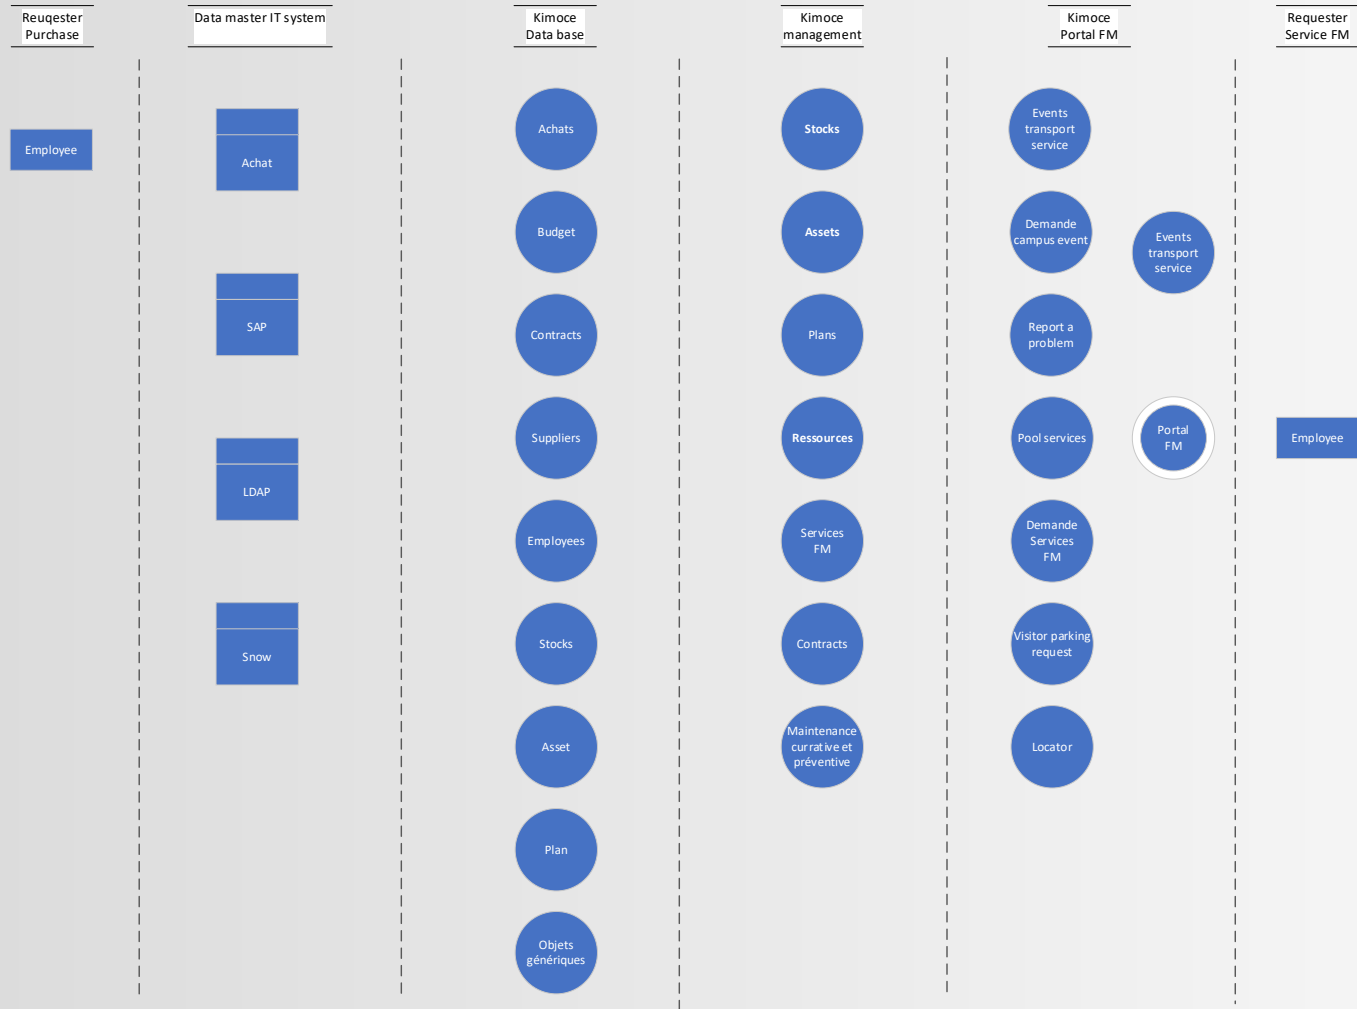 Reuqester
Purchase
Data master IT system
Kimoce
Data base
Kimoce
management
Kimoce
Portal FM
Requester
Service FM
Employee
Achat
SAP
LDAP
Snow
Achats
Budget
Contracts
Suppliers
Employees
Stocks
Asset
Plan
Objets
génériques
Stocks
Assets
Plans
Ressources
Services
FM
Contracts
Maintenance
currative et
préventive
Events
transport
service
Demande
campus event
Report a
problem
Pool services
Demande
Services
FM
Visitor parking
request
Locator
Events
transport
service
Portal
FM
Employee